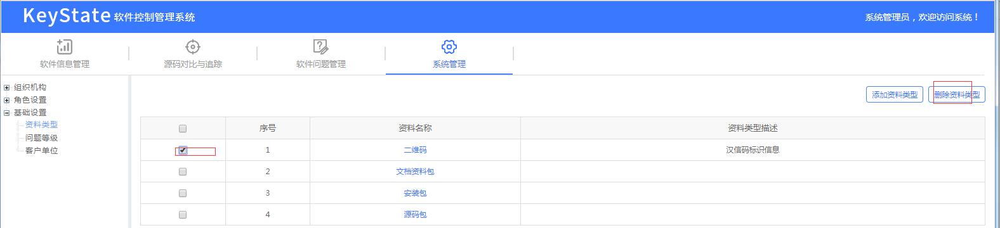 KeyState 软件控制管理系统
系统管理员，欢迎访问系统！
软件信息管理 源码对比与追踪 软件问题管理 系统管理
组织机构
角色设置
基础设置
资料类型
问题等级
客户单位
添加资料类型 删除资料类型
序号 资料名称 资料类型描述
1 二维码 汉信码标识信息
2 文档资料包
3 安装包
4 源码包